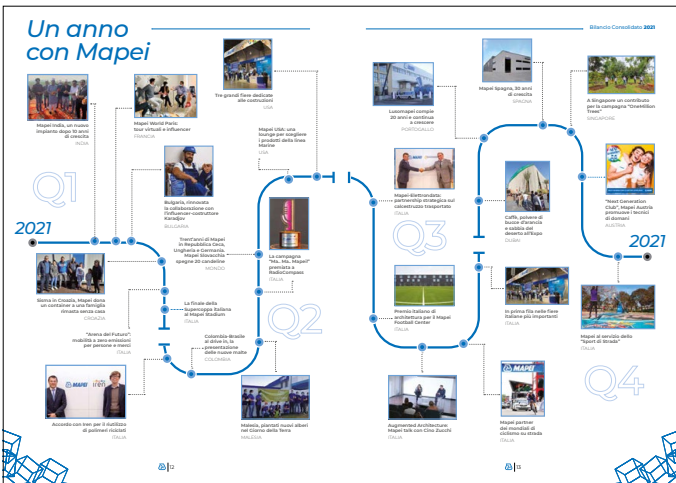 Un anno
con Mapei
Bilancio Consolidato 2021
Mapei India, un nuovo
impianto dopo 10 anni
di crescita
INDIA
Mapei World Paris:
tour virtuali e influencer
FRANCIA
Tre grandi fiere dedicate
alle costruzioni
USA
Q1
Bulgaria, rinnovata
la collaborazione con
l'influencer-costruttore
Karadjov
BULGARIA
Mapei USA: una
lounge per scegliere
i prodotti della linea
Marine
USA
2021
Sisma in Croazia, Mapei dona
un container a una famiglia
rimasta senza casa
CROAZIA
Trent'anni di Mapei
in Repubblica Ceca,
Ungheria e Germania.
Mapei Slovacchia
spegne 20 candeline
MONDO
La campagna
"Ma. Ma. Mapei"
premiata a
RadioCompass
ITALIA
"Arena del Futuro":
mobilità a zero emissioni
per persone e merci
ITALIA
La finale della
Supercoppa Italiana
al Mapei Stadium
ITALIA
Q2
Colombia-Brasile
al drive in, la
presentazione
delle nuove malte
COLOMBIA
MAPEI
iren
Accordo con Iren per il riutilizzo
di polimeri riciclati
ITALIA
Malesia, piantati nuovi alberi
nel Giorno della Terra
MALESIA
12
Lusomapei compie
20 anni e continua
a crescere
PORTOGALLO
Mapei Spagna, 30 anni
di crescita
SPAGNA
A Singapore un contributo
per la campagna "OneMillion
Trees"
SINGAPORE
Mapei-Elettrondata:
partnership strategica sul
calcestruzzo trasportato
ITALIA
Q3
Caffè, polvere di
bucce d'arancia
e sabbia del
deserto all'Expo
DUBAI
"Next Generation
Club", Mapei Austria
promuove i tecnici
di domani
AUSTRIA
2021
Premio italiano di
architettura per il Mapei
Football Center
ITALIA
In prima fila nelle fiere
italiane più importanti
ITALIA
Mapei al servizio dello
"Sport di Strada"
ITALIA
Q4
Augmented Architecture:
Mapei talk con Cino Zucchi
ITALIA
MAPEI
Mapei partner
dei mondiali di
ciclismo su strada
ITALIA
13